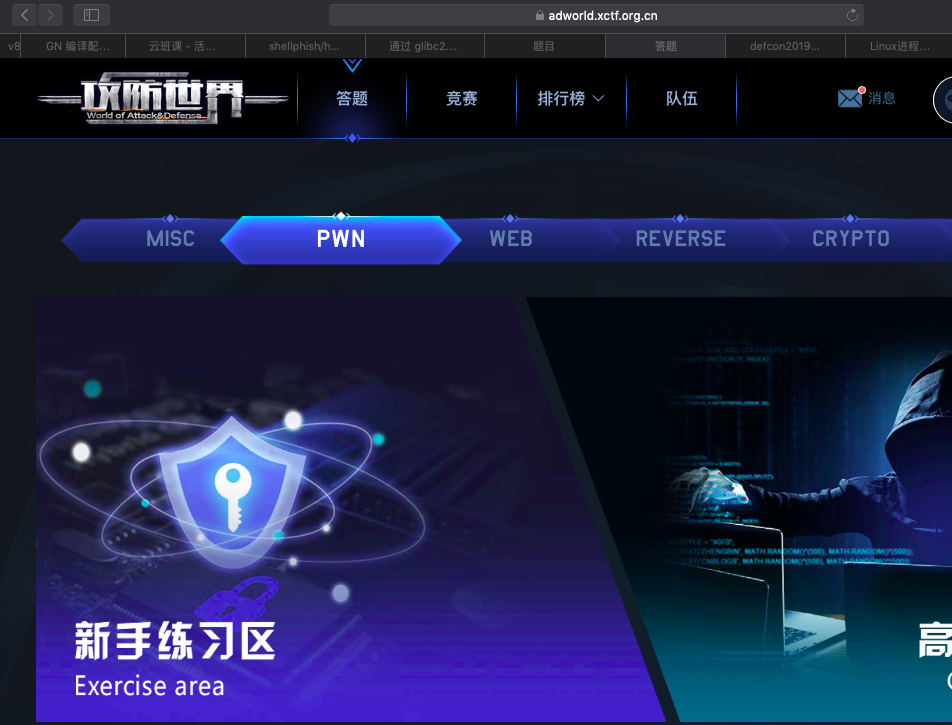 adworld.xctf.org.cn
v8
GN 编译配...
云班课 - 活...
shellphish/h...
通过 glibc2....
题目
答题
defcon2019...
Linux进程...
攻防世界
World of Attack&Defense
答题
竞赛
排行榜
队伍
消息
MISC
PWN
WEB
REVERSE
CRYPTO
新手练习区
Exercise area
高